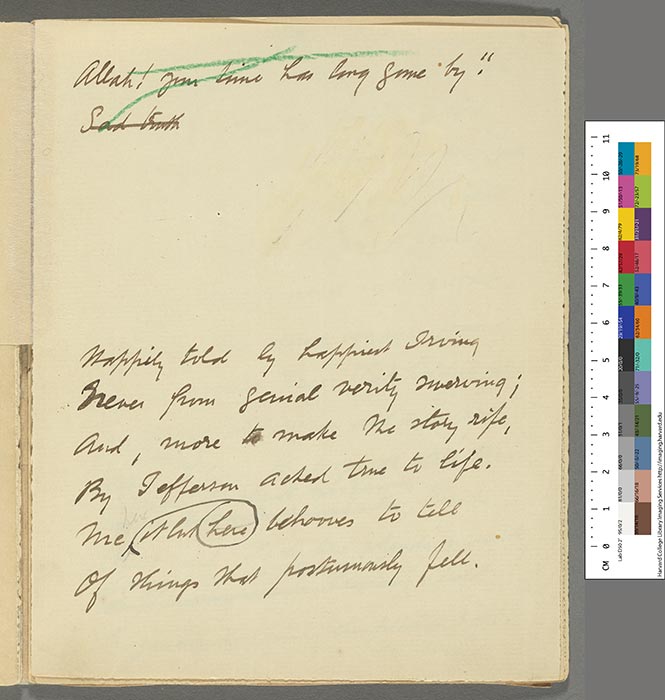 Allah! your time has long gone by."
Sad truth
Happily told by happiest Irving
Never from genial verity swerving;
And, more to make the story rife,
By Jefferson acted true to life.
Me it but here behooves to tell
Of things that postumously fell.
CM 0 1 2 3 4 5 6 7 8 9 10 11
Harvard College Library Imaging Services http://imaging.harvard.edu